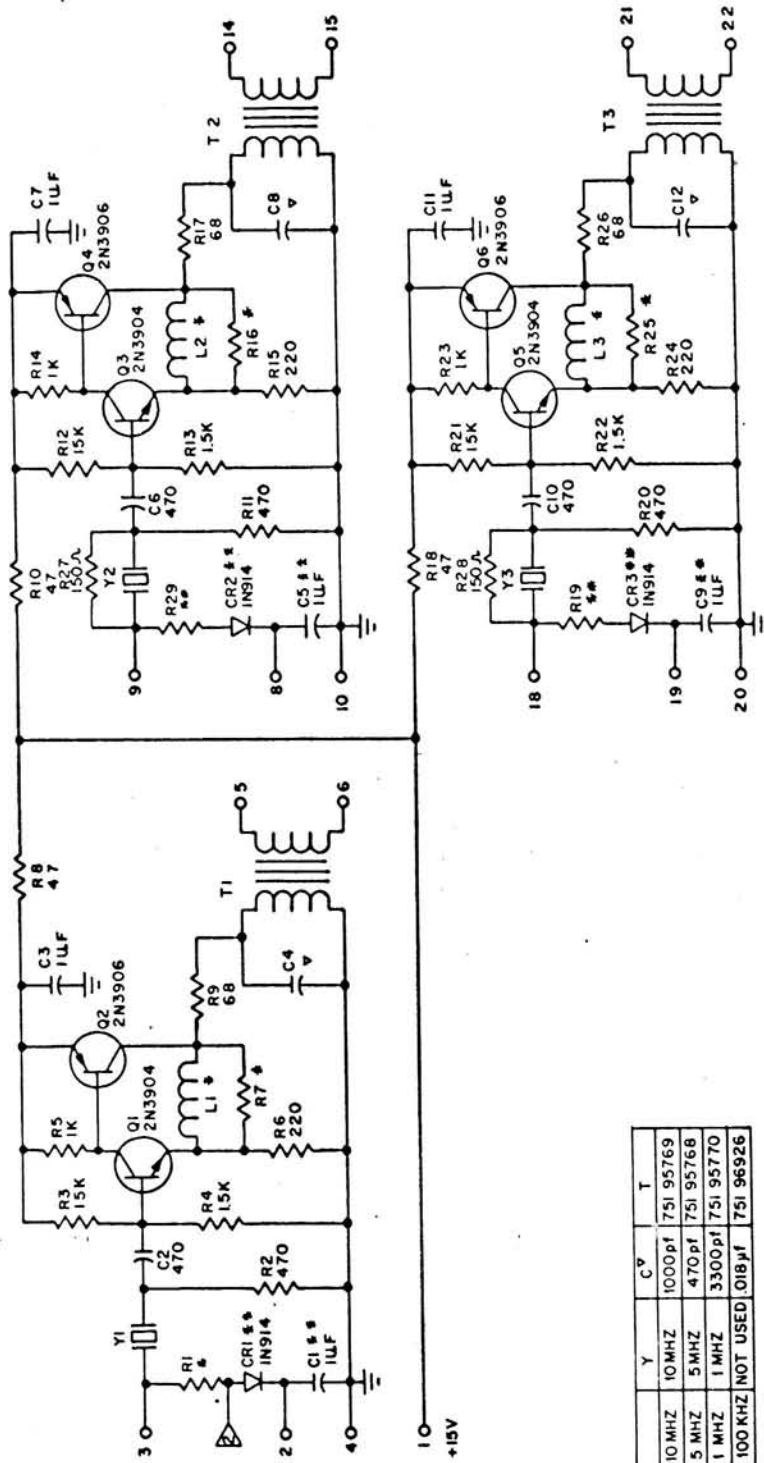 R8
47
R10
47
R27
150Ω
R12
15K
R14
1K
Q4
2N3906
C7
1UF
T2
14
15
9
Y2
C6
470
Q3
2N3904
R17
68
C8 ▽
R29 **
CR2 **
1N914
R11
470
R13
1.5K
L2 *
R16 *
R15
220
8
C5 **
1UF
10
R3
15K
R5
1K
Q2
2N3906
C3
1UF
T1
5
6
3
Y1
C2
470
Q1
2N3904
R9
68
C4 ▽
R1
*
2
CR1 **
1N914
R2
470
R4
1.5K
L1 *
R7 *
R6
220
2
C1 **
1UF
4
1
+15V
R18
47
R28
150Ω
R21
15K
R23
1K
Q6
2N3906
C11
1UF
T3
21
22
18
Y3
C10
470
Q5
2N3904
R26
68
C12 ▽
R19 **
CR3 **
1N914
R20
470
R22
1.5K
L3 *
R25 *
R24
220
19
C9 **
1UF
20
Y C▽ T
10 MHZ 10 MHZ 1000pf 751 95769
5 MHZ 5 MHZ 470pf 751 95768
1 MHZ 1 MHZ 3300pf 751 95770
100 KHZ NOT USED .018µf 751 96926